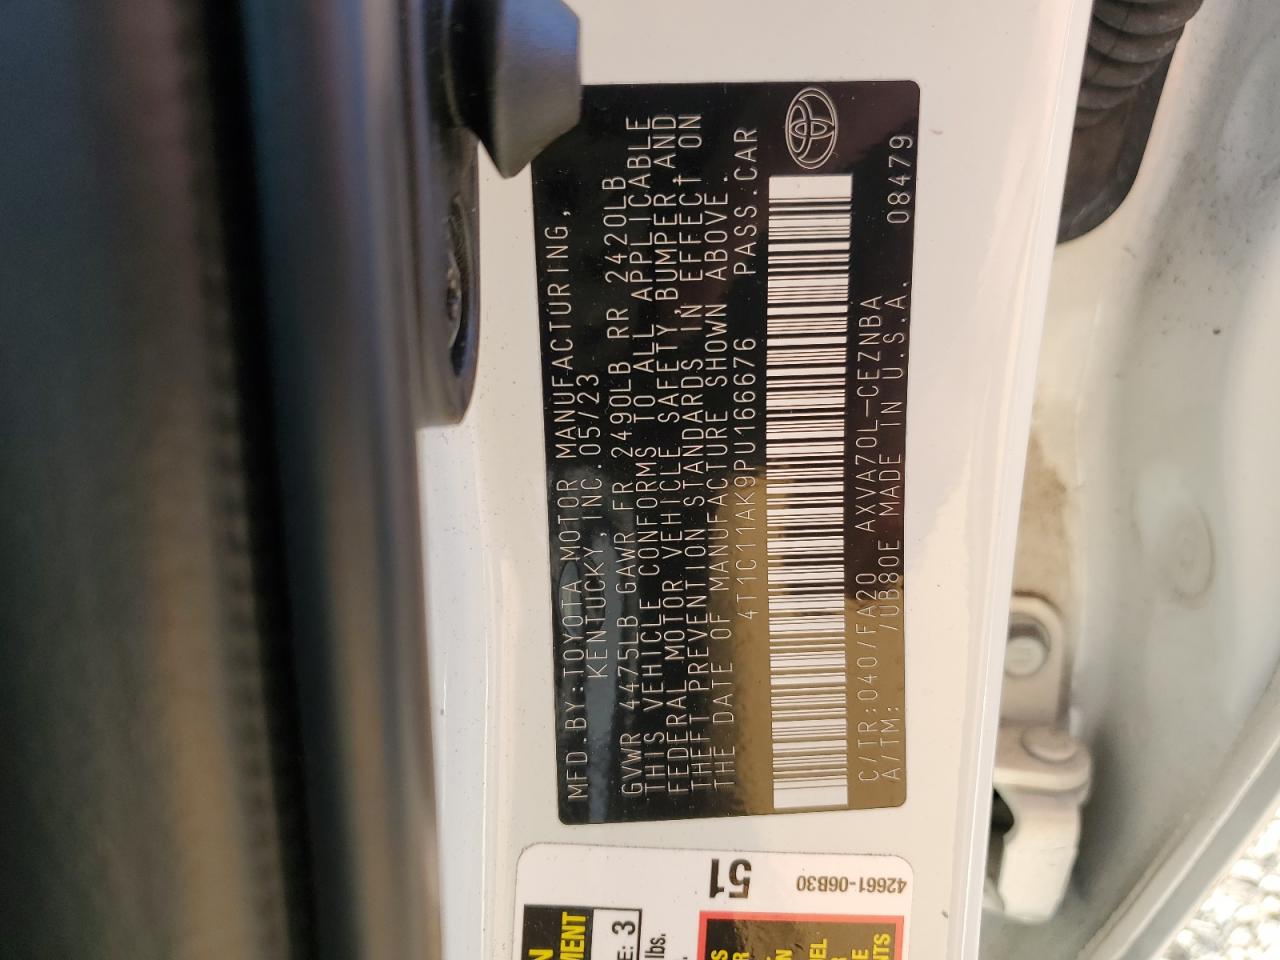 MFD.BY:TOYOTA MOTOR MANUFACTURING,
KENTUCKY,INC.05/23
GVWR 4475LB GAWR FR 2490LB RR 2420LB
THIS VEHICLE CONFORMS TO ALL APPLICABLE
FEDERAL MOTOR VEHICLE SAFETY,BUMPER,AND
THEFT PREVENTION STANDARDS IN EFFECT ON
THE DATE OF MANUFACTURE SHOWN ABOVE.
4T1C11AK9PU166676 PASS.CAR
C/TR:040/FA20 AXVA70L-CEZNBA
A/TM: /UB80E MADE IN U.S.A. 08479
51
42661-06B30
3
lbs.